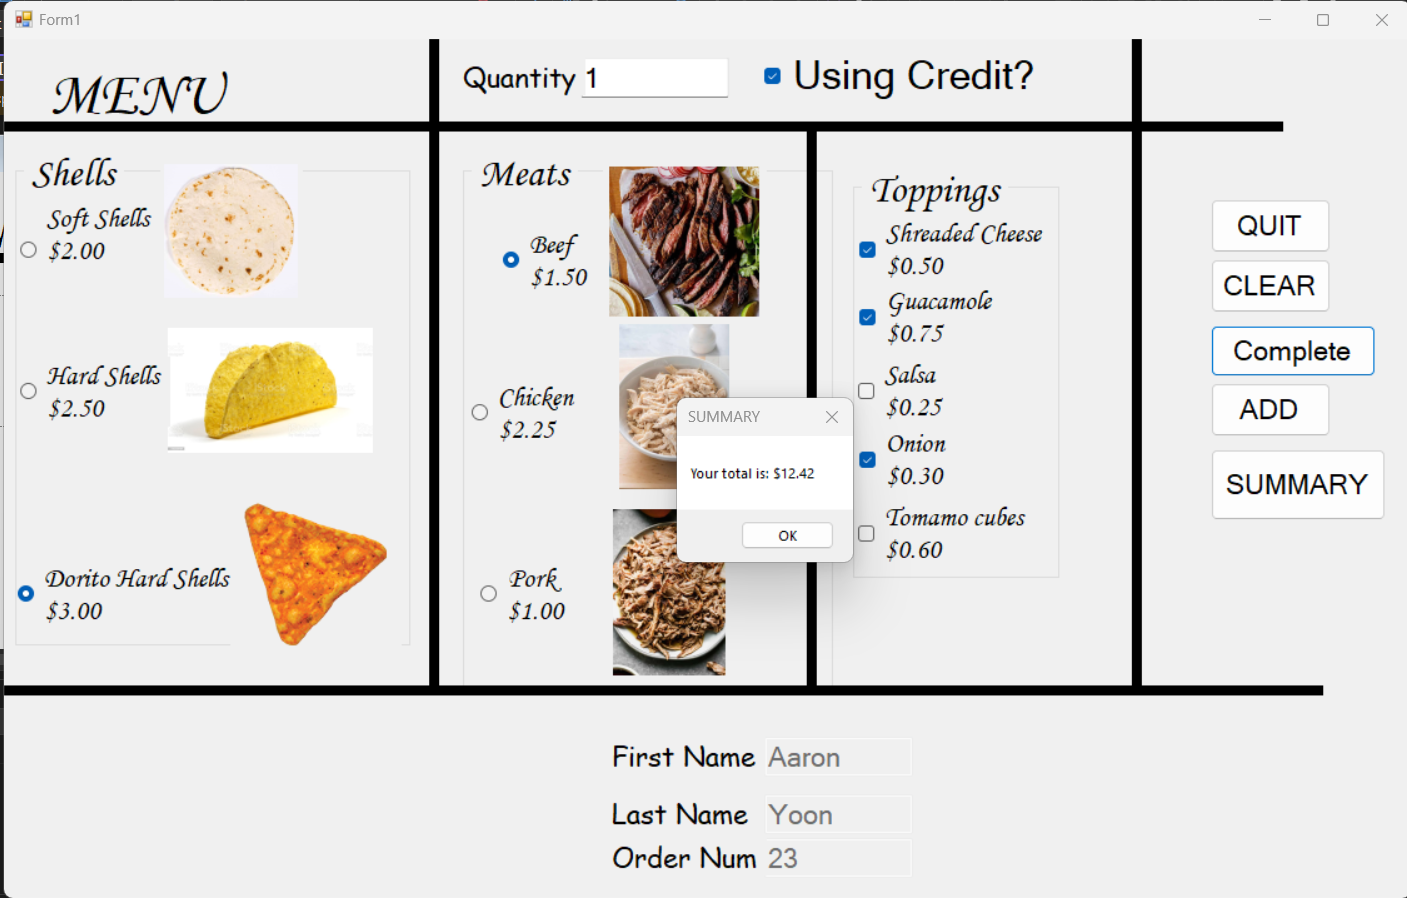 Form1
MENU
Quantity 1
Using Credit?
Shells
Soft Shells
$2.00
Hard Shells
$2.50
Dorito Hard Shells
$3.00
Meats
Beef
$1.50
Chicken
$2.25
Pork
$1.00
Toppings
Shreaded Cheese
$0.50
Guacamole
$0.75
Salsa
$0.25
Onion
$0.30
Tomamo cubes
$0.60
SUMMARY
Your total is: $12.42
OK
QUIT
CLEAR
Complete
ADD
SUMMARY
First Name Aaron
Last Name Yoon
Order Num 23